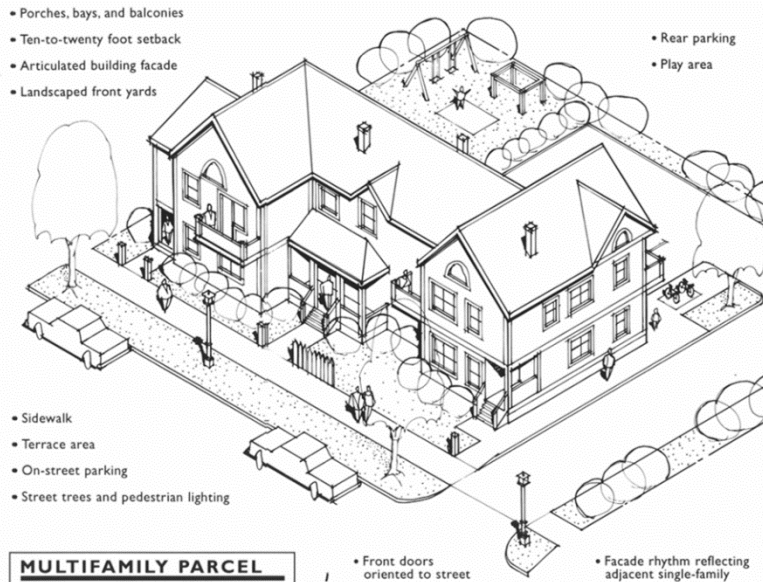 • Porches, bays, and balconies
• Ten-to-twenty foot setback
• Articulated building facade
• Landscaped front yards
• Rear parking
• Play area
• Sidewalk
• Terrace area
• On-street parking
• Street trees and pedestrian lighting
MULTIFAMILY PARCEL
• Front doors
oriented to street
• Facade rhythm reflecting
adjacent single-family